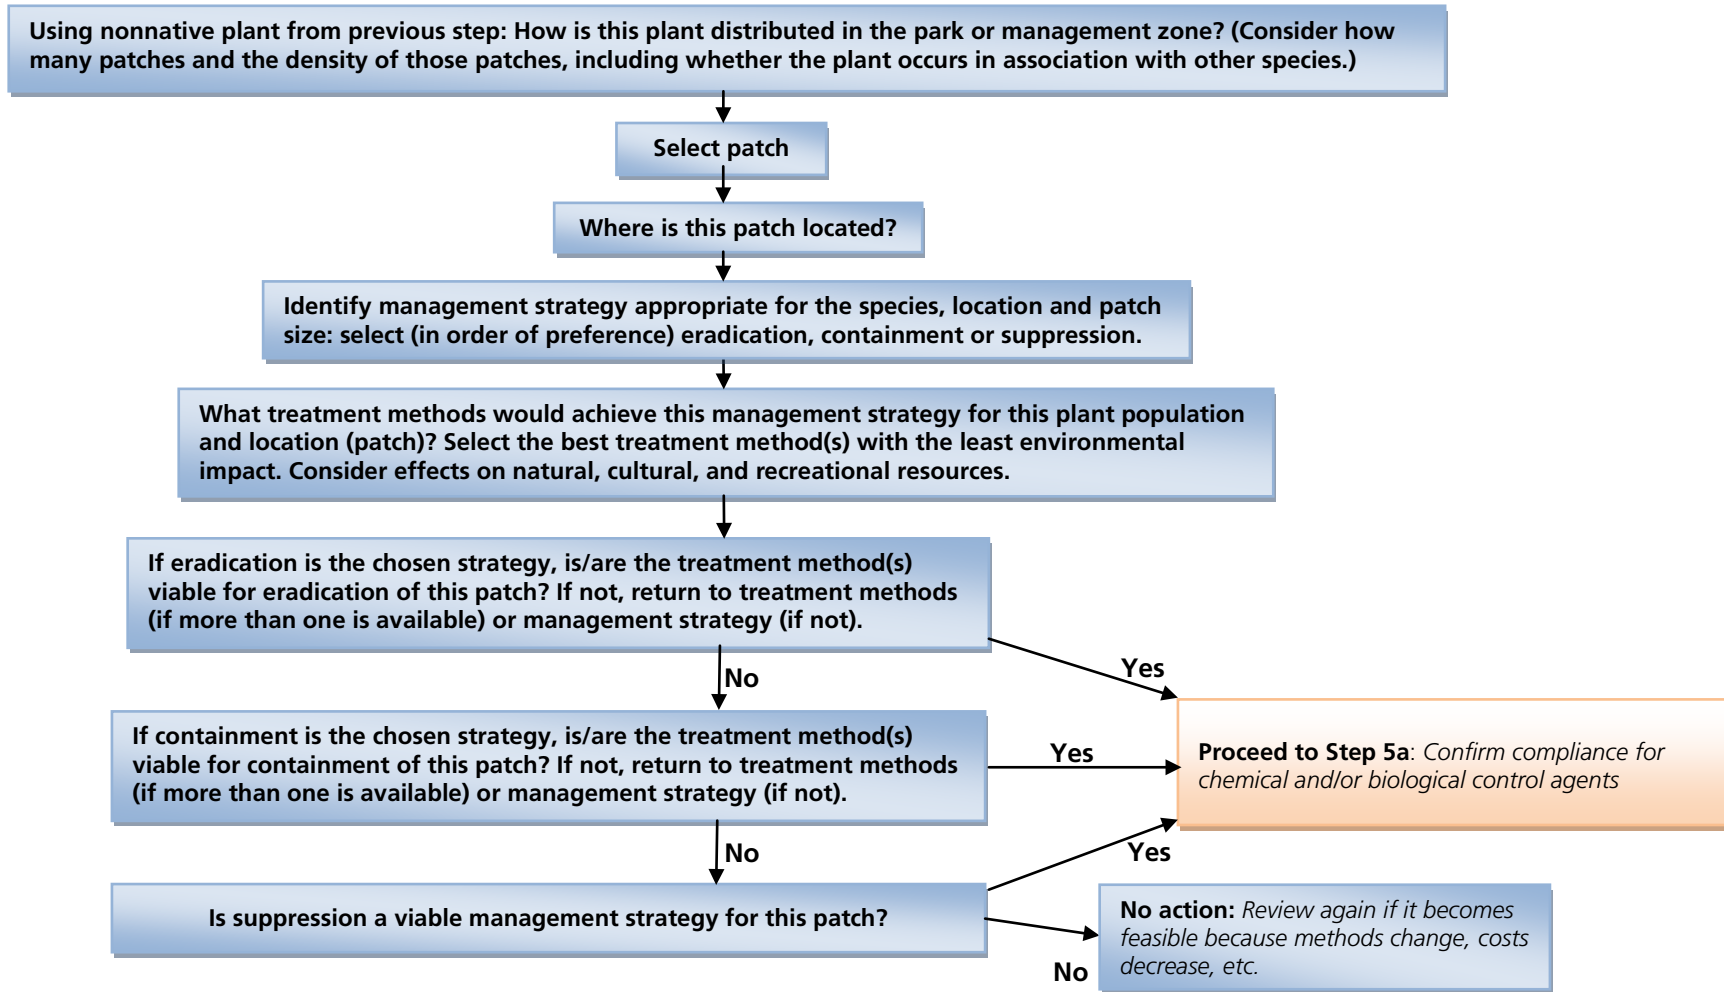 Using nonnative plant from previous step: How is this plant distributed in the park or management zone? (Consider how
many patches and the density of those patches, including whether the plant occurs in association with other species.)
Select patch
Where is this patch located?
Identify management strategy appropriate for the species, location and patch
size: select (in order of preference) eradication, containment or suppression.
What treatment methods would achieve this management strategy for this plant population
and location (patch)? Select the best treatment method(s) with the least environmental
impact. Consider effects on natural, cultural, and recreational resources.
If eradication is the chosen strategy, is/are the treatment method(s)
viable for eradication of this patch? If not, return to treatment methods
(if more than one is available) or management strategy (if not).
Yes
No
If containment is the chosen strategy, is/are the treatment method(s)
viable for containment of this patch? If not, return to treatment methods
(if more than one is available) or management strategy (if not).
Yes
Proceed to Step 5a: Confirm compliance for
chemical and/or biological control agents
No
Yes
Is suppression a viable management strategy for this patch?
No
No action: Review again if it becomes
feasible because methods change, costs
decrease, etc.